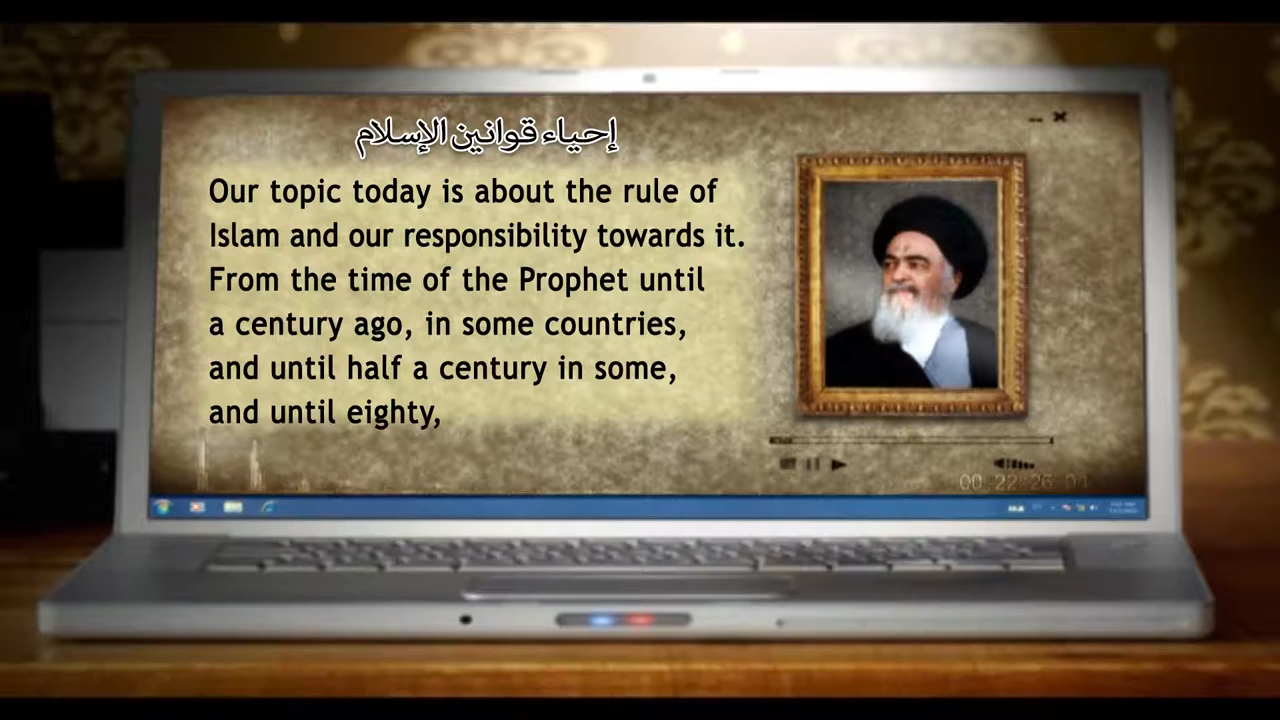 إحياء قوانين الإسلام
Our topic today is about the rule of
Islam and our responsibility towards it.
From the time of the Prophet until
a century ago, in some countries,
and until half a century in some,
and until eighty,